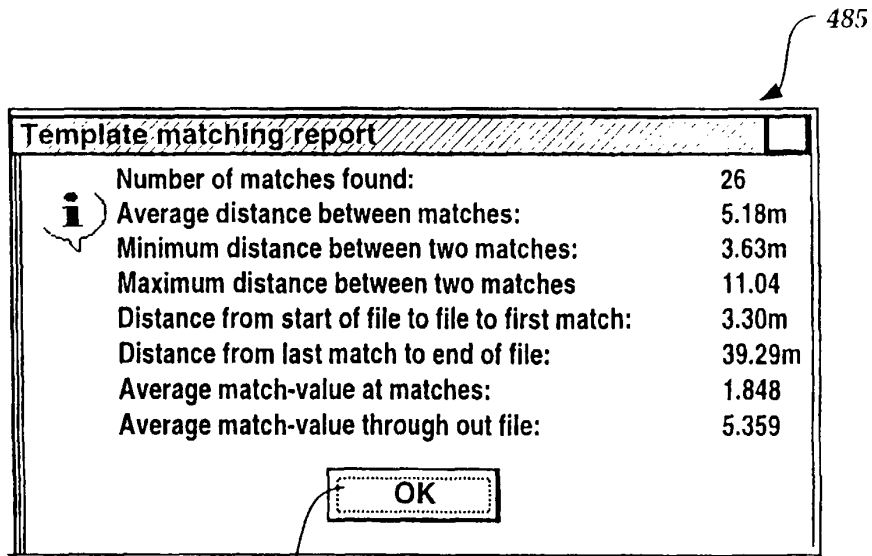 485
Template matching report
Number of matches found: 26
Average distance between matches: 5.18m
Minimum distance between two matches: 3.63m
Maximum distance between two matches 11.04
Distance from start of file to file to first match: 3.30m
Distance from last match to end of file: 39.29m
Average match-value at matches: 1.848
Average match-value through out file: 5.359
OK